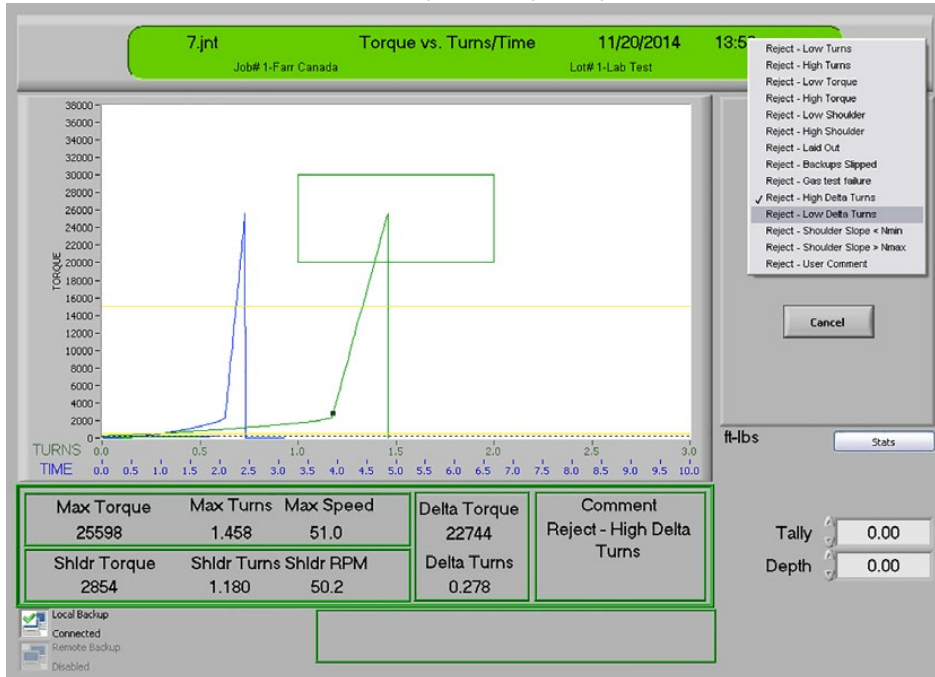 7.jnt Torque vs. Turns/Time 11/20/2014
Job# 1-Farr Canada Lot# 1-Lab Test
Reject - Low Turns
Reject - High Turns
Reject - Low Torque
Reject - High Torque
Reject - Low Shoulder
Reject - High Shoulder
Reject - Laid Out
Reject - Backups Slipped
Reject - Gas test failure
Reject - High Delta Turns
Reject - Low Delta Turns
Reject - Shoulder Slope < Nmin
Reject - Shoulder Slope > Nmax
Reject - User Comment
Cancel
38000
36000
34000
32000
30000
28000
26000
24000
22000
20000
18000
16000
14000
12000
10000
8000
6000
4000
2000
0
TORQUE
TURNS 0.0 0.5 1.0 1.5 2.0 2.5 3.0
TIME 0.0 0.5 1.0 1.5 2.0 2.5 3.0 3.5 4.0 4.5 5.0 5.5 6.0 6.5 7.0 7.5 8.0 8.5 9.0 9.5 10.0
ft-lbs
Stats
Max Torque Max Turns Max Speed
25598 1.458 51.0
Shldr Torque Shldr Turns Shldr RPM
2854 1.180 50.2
Delta Torque
22744
Delta Turns
0.278
Comment
Reject - High Delta
Turns
Tally 0.00
Depth 0.00
Local Backup
Connected
Remote Backup
Disabled